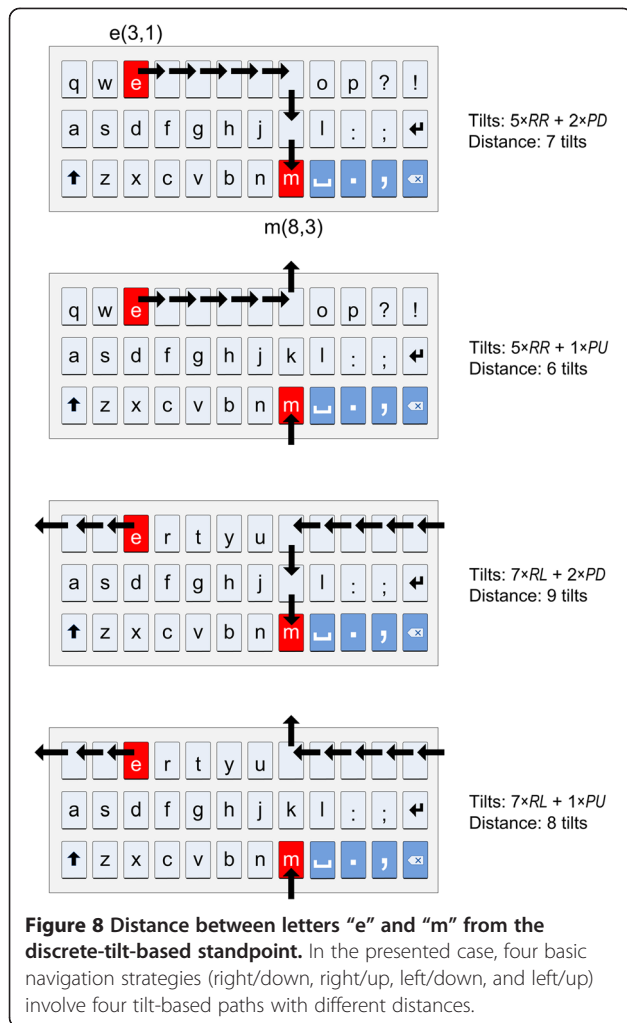 e(3,1)
q w e o p ? !
a s d f g h j l : ; ↵
Tilts: 5×RR + 2×PD
Distance: 7 tilts
⬆ z x c v b n m ⎵ . , ⌫
m(8,3)
q w e o p ? !
a s d f g h j k l : ; ↵
Tilts: 5×RR + 1×PU
Distance: 6 tilts
⬆ z x c v b n m ⎵ . , ⌫
e r t y u
a s d f g h j l : ; ↵
Tilts: 7×RL + 2×PD
Distance: 9 tilts
⬆ z x c v b n m ⎵ . , ⌫
e r t y u
a s d f g h j k l : ; ↵
Tilts: 7×RL + 1×PU
Distance: 8 tilts
⬆ z x c v b n m ⎵ . , ⌫
Figure 8 Distance between letters “e” and “m” from the
discrete-tilt-based standpoint. In the presented case, four basic
navigation strategies (right/down, right/up, left/down, and left/up)
involve four tilt-based paths with different distances.